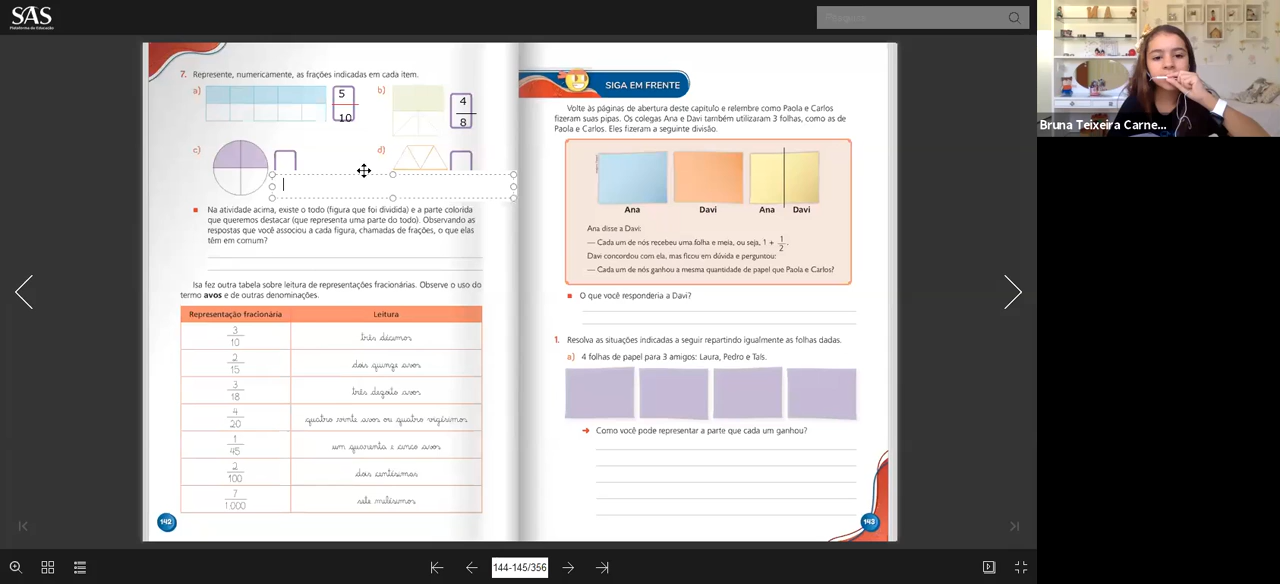 SAS
Plataforma de Educação
Pesquisar
Bruna Teixeira Carne...
7. Represente, numericamente, as frações indicadas em cada item.
a)
5
10
b)
4
8
c)
d)
■ Na atividade acima, existe o todo (figura que foi dividida) e a parte colorida
que queremos destacar (que representa uma parte do todo). Observando as
respostas que você associou a cada figura, chamadas de frações, o que elas
têm em comum?
Isa fez outra tabela sobre leitura de representações fracionárias. Observe o uso do
termo avos e de outras denominações.
Representação fracionária Leitura
3/10 três décimos
2/15 dois quinze avos
3/18 três dezoito avos
4/20 quatro vinte avos ou quatro vigésimos
1/45 um quarenta e cinco avos
2/100 dois centésimos
7/1.000 sete milésimos
142
SIGA EM FRENTE
Volte às páginas de abertura deste capítulo e relembre como Paola e Carlos
fizeram suas pipas. Os colegas Ana e Davi também utilizaram 3 folhas, como as de
Paola e Carlos. Eles fizeram a seguinte divisão.
Ana Davi Ana Davi
Ana disse a Davi:
— Cada um de nós recebeu uma folha e meia, ou seja, 1 + 1/2.
Davi concordou com ela, mas ficou em dúvida e perguntou:
— Cada um de nós ganhou a mesma quantidade de papel que Paola e Carlos?
■ O que você responderia a Davi?
1. Resolva as situações indicadas a seguir repartindo igualmente as folhas dadas.
a) 4 folhas de papel para 3 amigos: Laura, Pedro e Taís.
➜ Como você pode representar a parte que cada um ganhou?
143
144-145/356